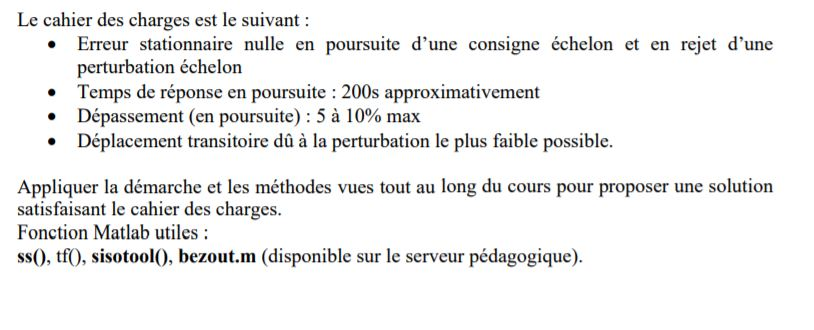 Le cahier des charges est le suivant :
• Erreur stationnaire nulle en poursuite d'une consigne échelon et en rejet d'une
perturbation échelon
• Temps de réponse en poursuite : 200s approximativement
• Dépassement (en poursuite) : 5 à 10% max
• Déplacement transitoire dû à la perturbation le plus faible possible.
Appliquer la démarche et les méthodes vues tout au long du cours pour proposer une solution
satisfaisant le cahier des charges.
Fonction Matlab utiles :
ss(), tf(), sisotool(), bezout.m (disponible sur le serveur pédagogique).